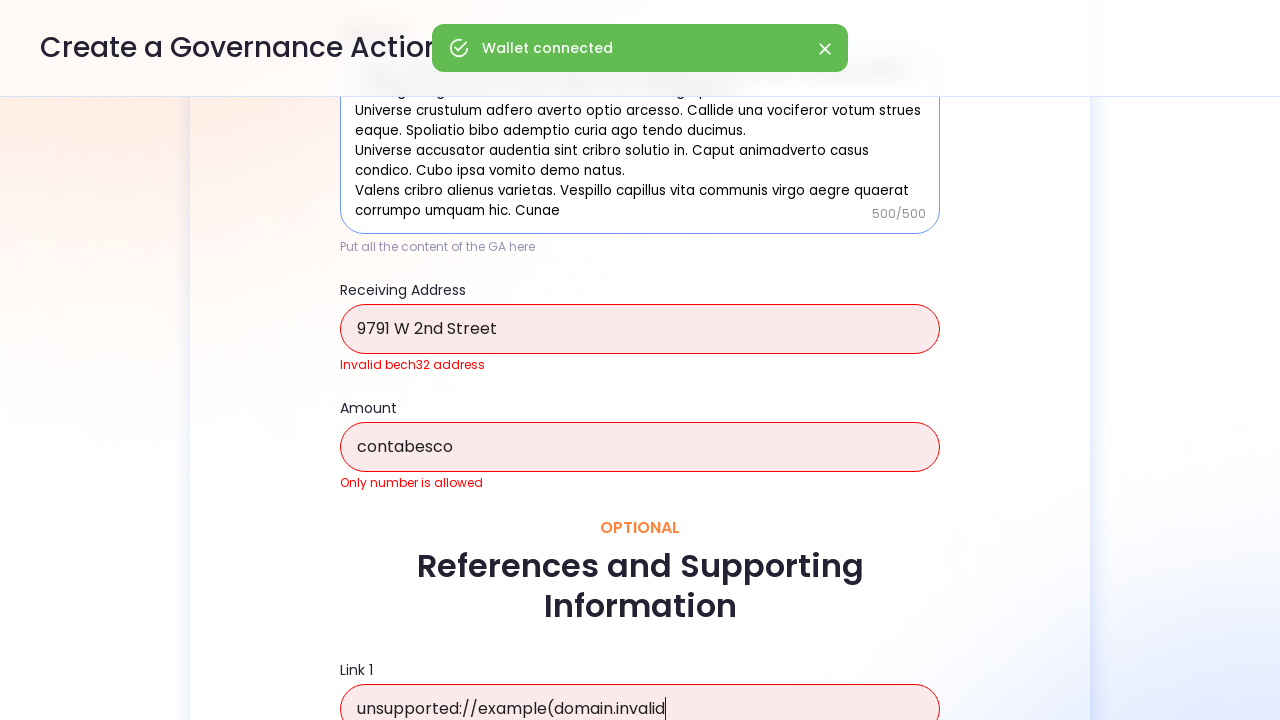 Create a Governance Action
Wallet connected
Universe crustulum adfero averto optio arcesso. Callide una vociferor votum strues
eaque. Spoliatio bibo ademptio curia ago tendo ducimus.
Universe accusator audentia sint cribro solutio in. Caput animadverto casus
condico. Cubo ipsa vomito demo natus.
Valens cribro alienus varietas. Vespillo capillus vita communis virgo aegre quaerat
corrumpo umquam hic. Cunae
500/500
Put all the content of the GA here
Receiving Address
9791 W 2nd Street
Invalid bech32 address
Amount
contabesco
Only number is allowed
OPTIONAL
References and Supporting
Information
Link 1
unsupported://example(domain.invalid